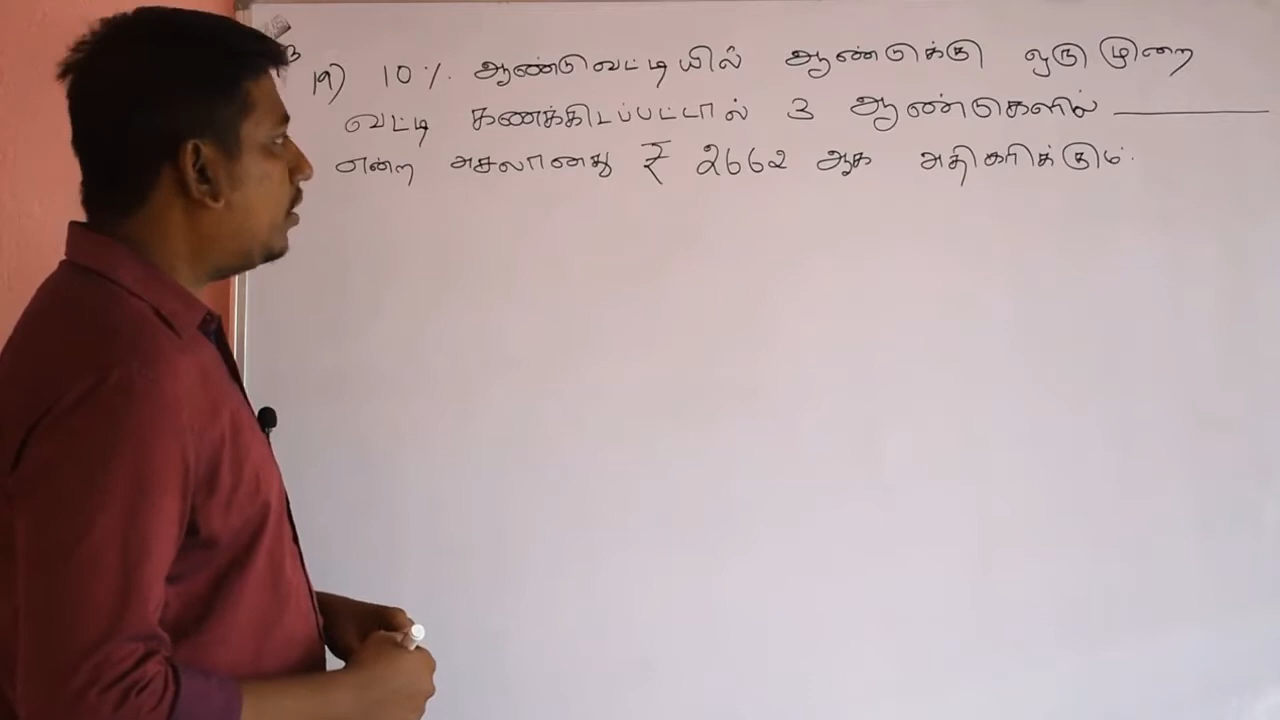 19) 10 %. ஆண்டுவட்டியில் ஆண்டுக்கு ஒருமுறை
வட்டி கணக்கிடப்பட்டால் 3 ஆண்டுகளில் ______
என்ற அசலானது ₹ 2662 ஆக அதிகரிக்கும்.